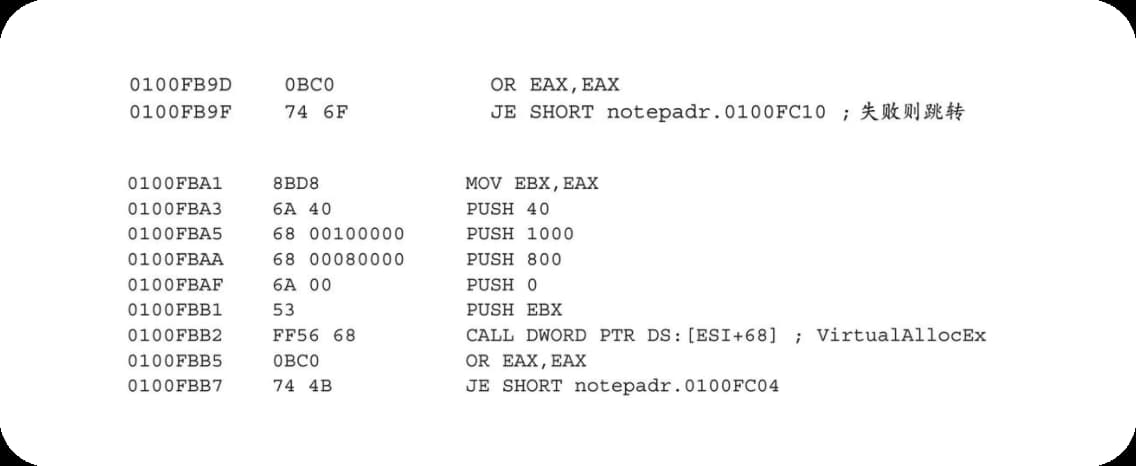 0100FB9D 0BC0 OR EAX,EAX
0100FB9F 74 6F JE SHORT notepadr.0100FC10 ; 失败则跳转
0100FBA1 8BD8 MOV EBX,EAX
0100FBA3 6A 40 PUSH 40
0100FBA5 68 00100000 PUSH 1000
0100FBAA 68 00080000 PUSH 800
0100FBAF 6A 00 PUSH 0
0100FBB1 53 PUSH EBX
0100FBB2 FF56 68 CALL DWORD PTR DS:[ESI+68] ; VirtualAllocEx
0100FBB5 0BC0 OR EAX,EAX
0100FBB7 74 4B JE SHORT notepadr.0100FC04